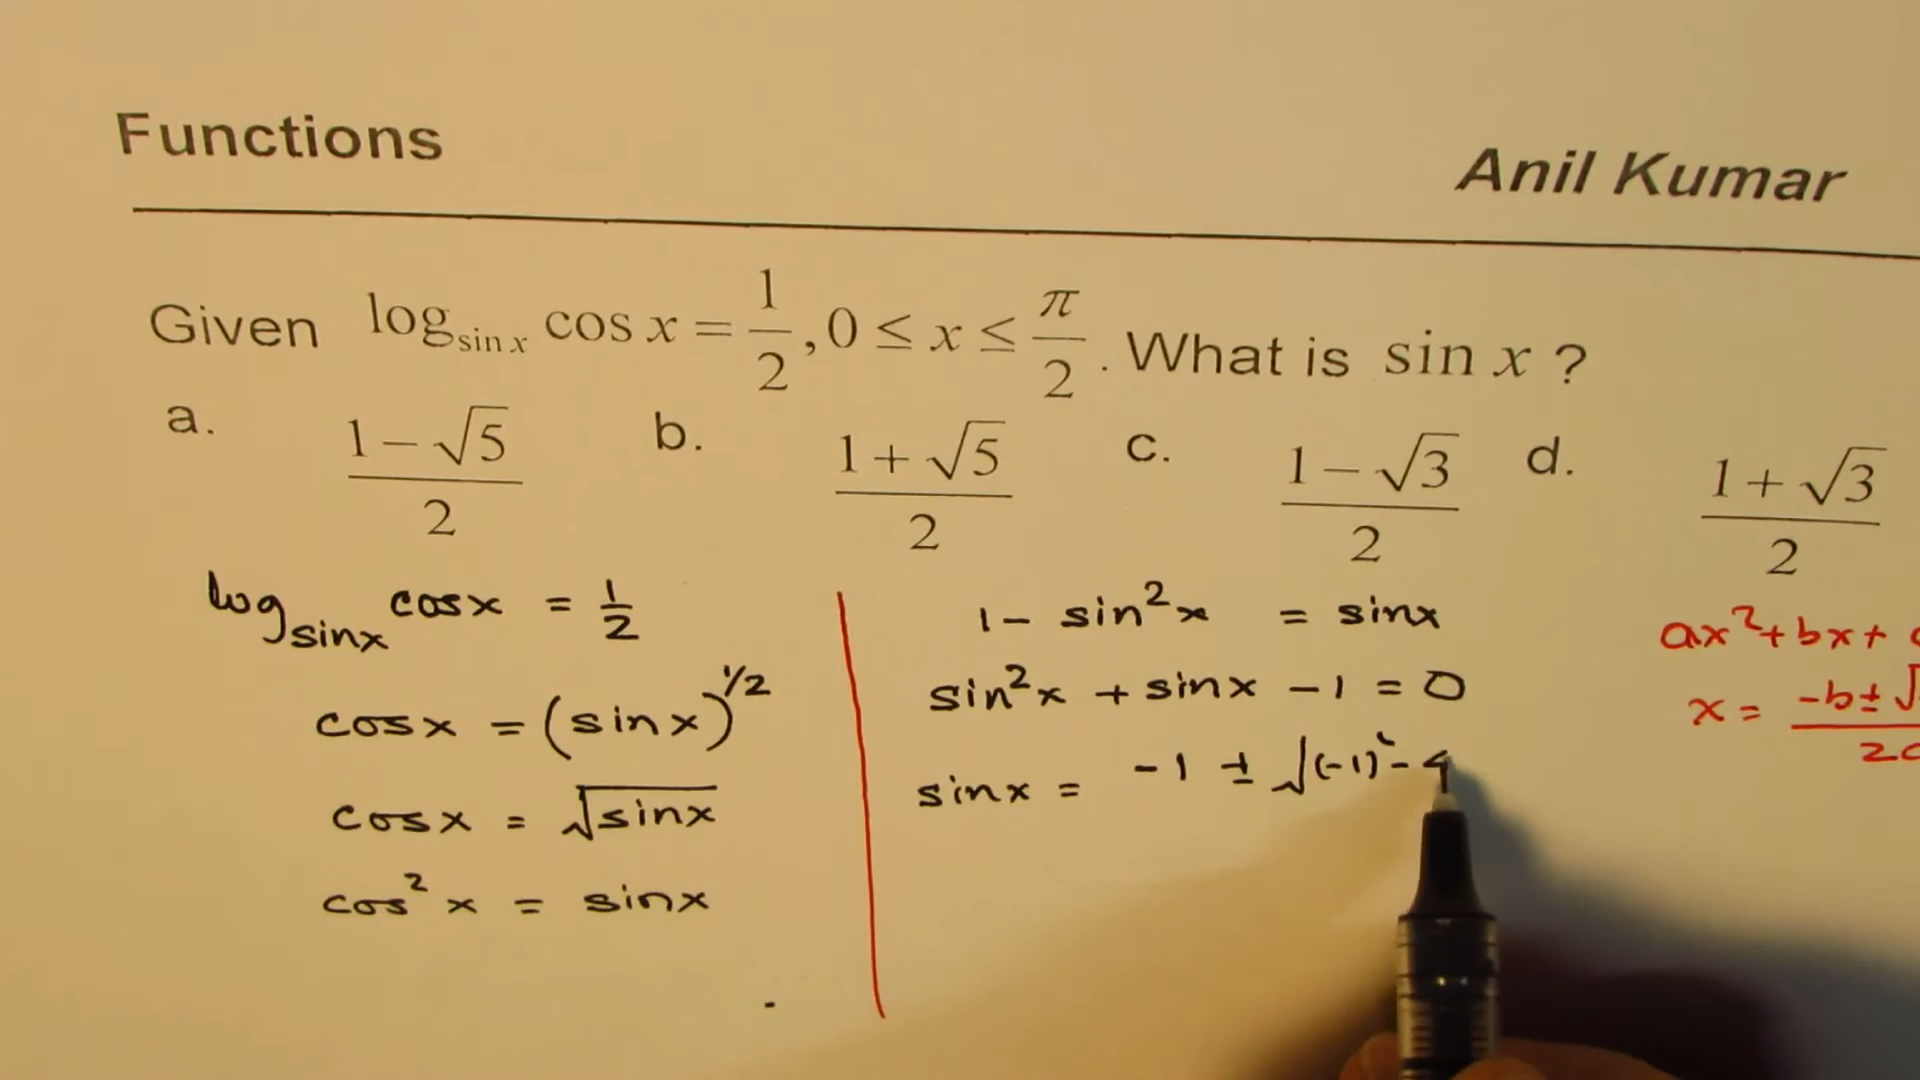 Functions
Anil Kumar
Given log_{sin x} cos x = 1/2, 0 ≤ x ≤ π/2. What is sin x ?
a. (1 − √5)/2 b. (1 + √5)/2 c. (1 − √3)/2 d. (1 + √3)/2
log_{sinx} cosx = 1/2
cosx = (sinx)^{1/2}
cosx = √sinx
cos²x = sinx
1 - sin²x = sinx
sin²x + sinx - 1 = 0
sinx = -1 ± √(-1)² - 4
ax² + bx +
x = -b ± √
2